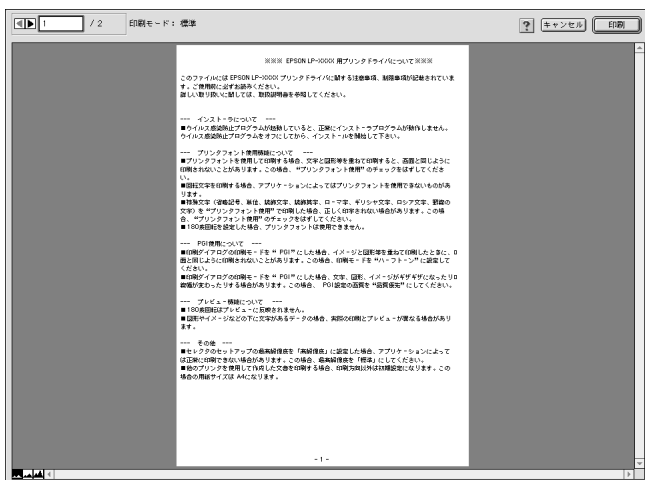 1 / 2 印刷モード： 標準 ? キャンセル 印刷
※※※ EPSON LP-XXXX 用プリンタドライバについて ※※※
このファイルには EPSON LP-XXXX プリンタドライバに関する注意事項、制限事項が記載されていま
す。ご使用前に必ずお読みください。
詳しい取り扱いに関しては、取扱説明書を参照してください。
--- インストーラについて ---
■ウイルス感染防止プログラムが始動していると、正常にインストーラプログラムが動作しません。
ウイルス感染防止プログラムをオフにしてから、インストールを開始して下さい。
--- プリンタフォント使用機能について ---
■プリンタフォントを使用して印刷する場合、文字と図形等を重ねて印刷すると、画面と同じように
印刷されないことがあります。この場合、“プリンタフォント使用”のチェックをはずしてくださ
い。
■回転文字を印刷する場合、アプリケーションによってはプリンタフォントを使用できないものがあ
ります。
■特殊文字（省略記号、単位、装飾文字、装飾英字、ローマ字、ギリシャ文字、ロシア文字、罫線の
文字）を“プリンタフォント使用”で印刷した場合、正しく印字されない場合があります。この場
合、“プリンタフォント使用”のチェックをはずしてください。
■180度回転を設定した場合、プリンタフォントは使用できません。
--- PGI使用について ---
■印刷ダイアログの印刷モードを“ PGI”にした場合、イメージと図形等を重ねて印刷したときに、画
面と同じように印刷されないことがあります。この場合、印刷モードを“ハーフトーン”に設定して
ください。
■印刷ダイアログの印刷モードを“ PGI”にした場合、文字、図形、イメージがギザギザになったり白
線幅が変わったりする場合があります。この場合、 PGI設定の画質を“品質優先”にしてください。
--- プレビュー機能について ---
■180度回転はプレビューに反映されません。
■図形やイメージなどの下に文字があるデータの場合、実際の印刷とプレビューが異なる場合があり
ます。
--- その他 ---
■セレクタのセットアップの最高解像度を「高解像度」に設定した場合、アプリケーションによって
は正常に印刷できない場合があります。この場合、最高解像度を「標準」にしてください。
■他のプリンタを使用して作成した文書を印刷する場合、印刷方向以外は初期設定になります。この
場合の用紙サイズは A4になります。
- 1 -